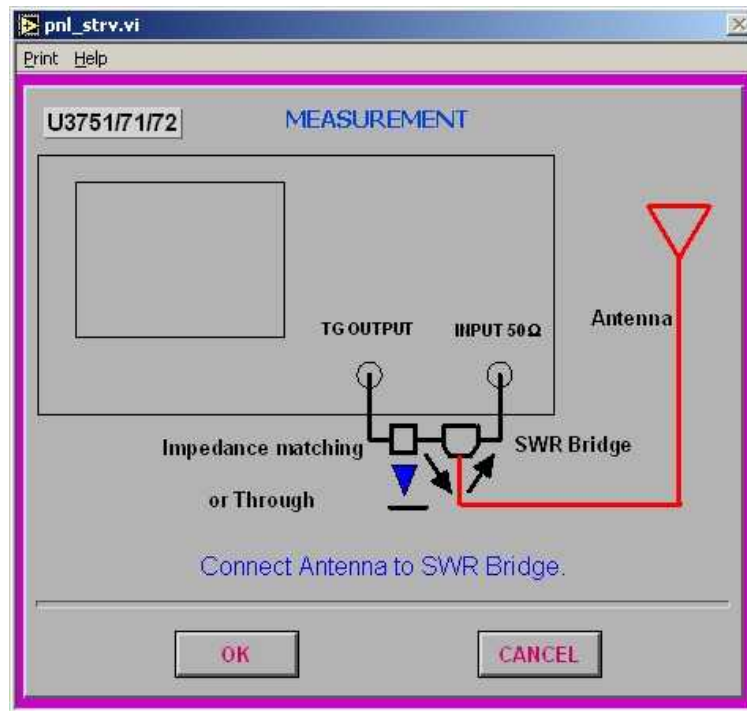 pnl_strv.vi
Print Help
U3751/71/72
MEASUREMENT
TG OUTPUT
INPUT 50Ω
Antenna
Impedance matching
or Through
SWR Bridge
Connect Antenna to SWR Bridge.
OK
CANCEL